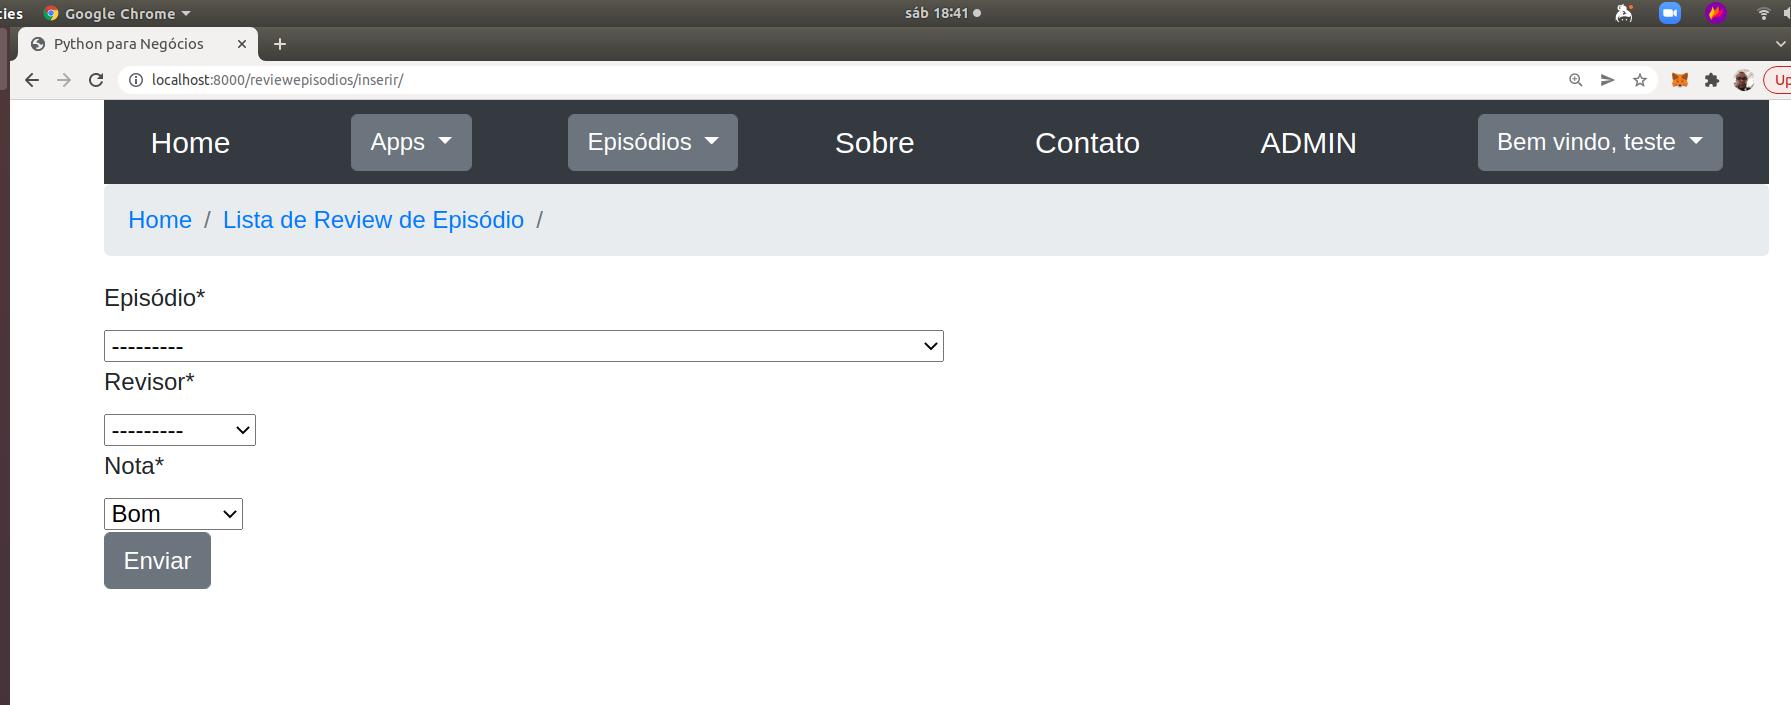 ies Google Chrome sáb 18:41
Python para Negócios
localhost:8000/reviewepisodios/inserir/ Up
Home Apps Episódios Sobre Contato ADMIN Bem vindo, teste
Home / Lista de Review de Episódio /
Episódio*
---------
Revisor*
---------
Nota*
Bom
Enviar